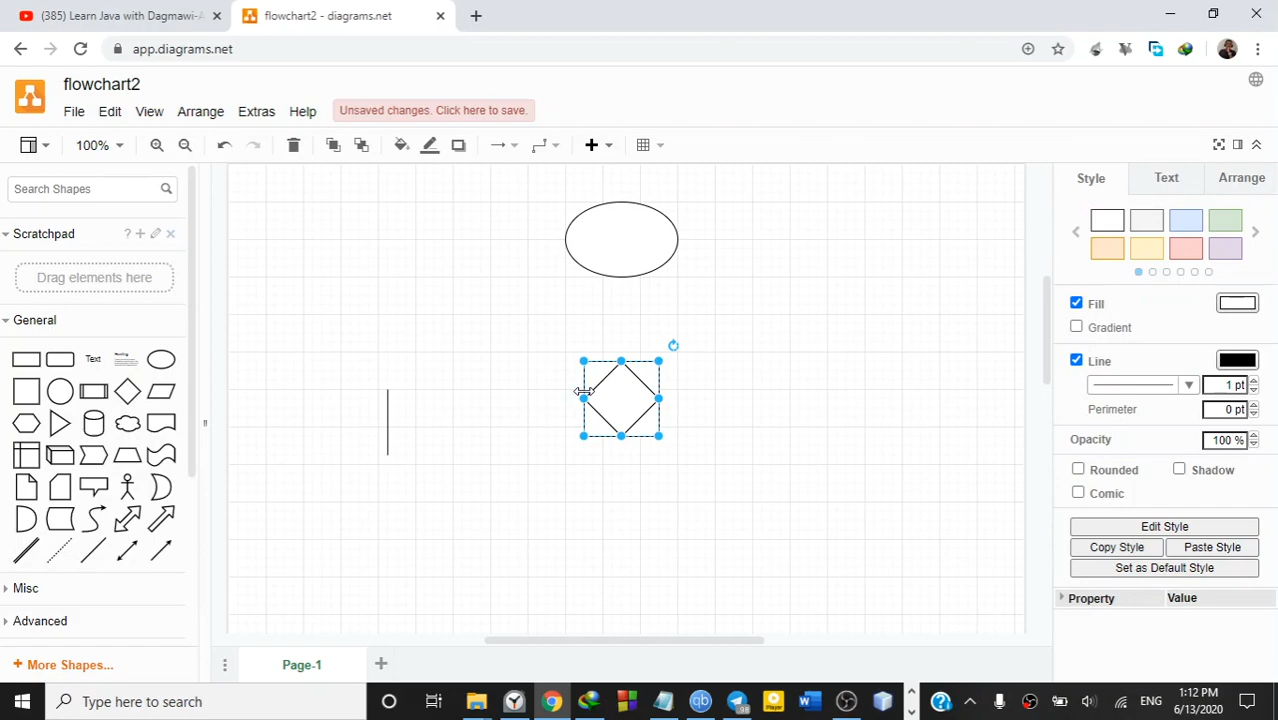 (385) Learn Java with Dagmawi-A
flowchart2 - diagrams.net
app.diagrams.net
flowchart2
File Edit View Arrange Extras Help
Unsaved changes. Click here to save.
100%
Search Shapes
Scratchpad
?
Drag elements here
General
Text
Misc
Advanced
+ More Shapes...
Page-1
Style Text Arrange
Fill
Gradient
Line
1 pt
Perimeter 0 pt
Opacity 100 %
Rounded Shadow
Comic
Edit Style
Copy Style Paste Style
Set as Default Style
Property Value
Type here to search
ENG
1:12 PM
6/13/2020